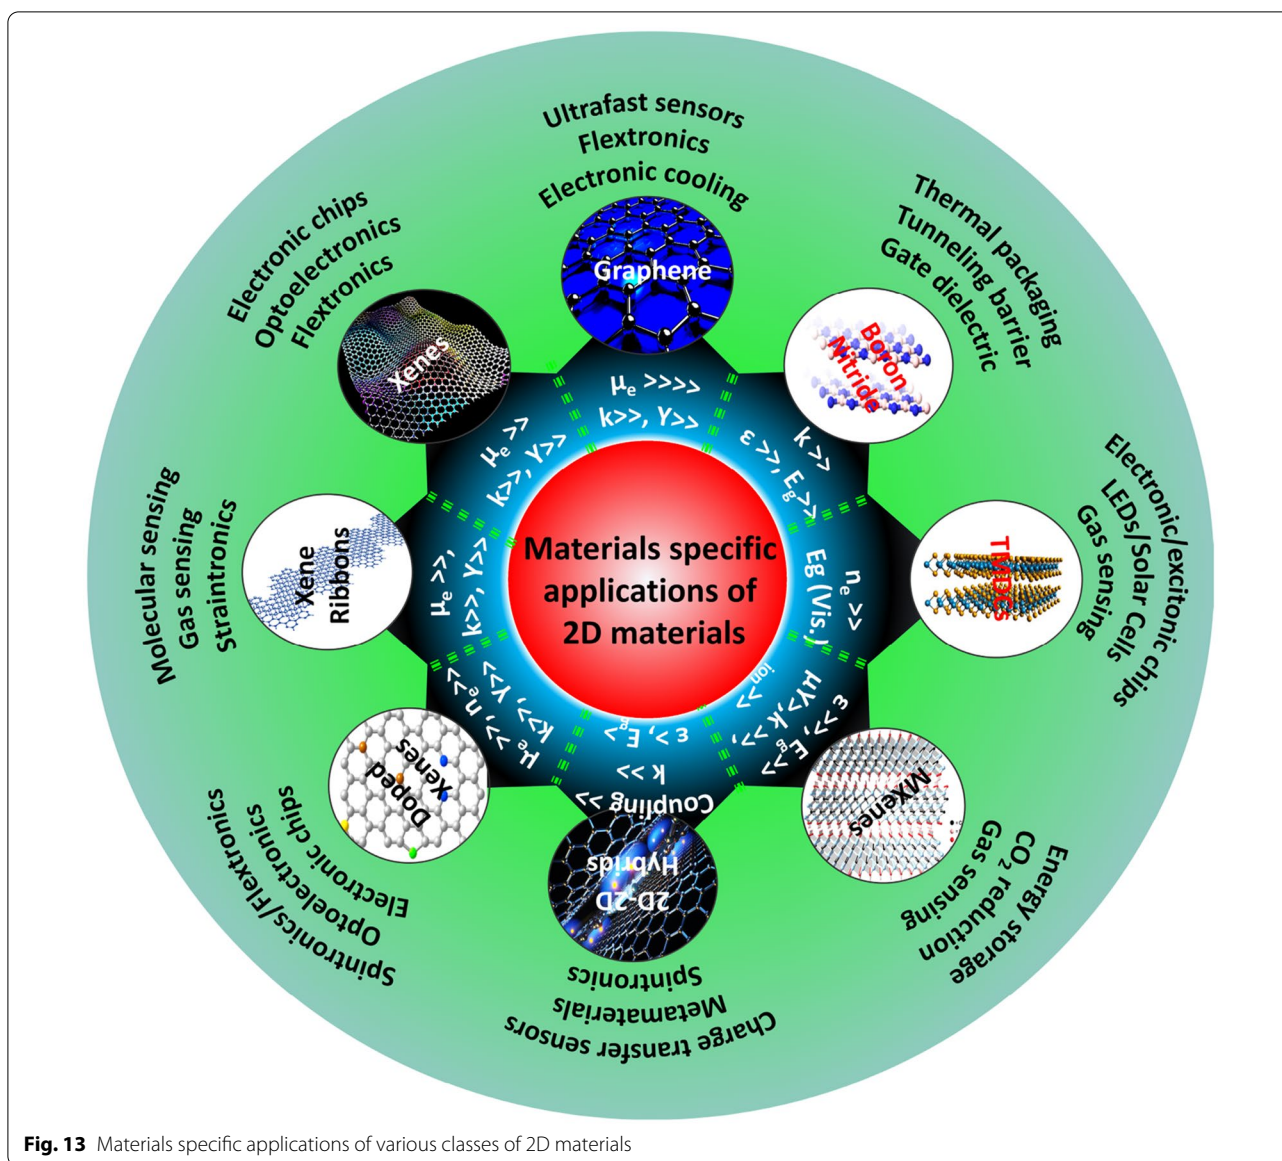 Ultrafast sensors
Flextronics
Electronic cooling
Graphene
μₑ >>>>
k>>, Y>>
Thermal packaging
Tunneling barrier
Gate dielectric
Boron
Nitride
k >>
ε >>, E_g >>
Electronic/excitonic chips
LEDs/Solar Cells
Gas sensing
TMDCs
nₑ >>
Eg (Vis.)
Energy storage
CO₂ reduction
Gas sensing
MXenes
ε>>, E_g>>
μY>,k>>,
ion >>
Charge transfer sensors
Metamaterials
Spintronics
2D-2D
Hybrids
Coupling >>
k >>
ε >, E_g>
Spintronics/Flextronics
Optoelectronics
Electronic chips
Doped
Xenes
μₑ >>, nₑ>>
k>>, Y>>
Molecular sensing
Gas sensing
Straintronics
Xene
Ribbons
μₑ >>,
k>>, Y>>
Electronic chips
Optoelectronics
Flextronics
Xenes
μₑ >>
k>>, Y>>
Materials specific
applications of
2D materials
Fig. 13 Materials specific applications of various classes of 2D materials